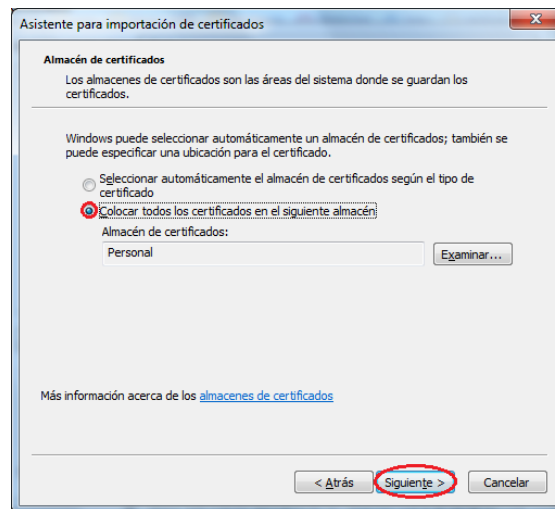 Asistente para importación de certificados
Almacén de certificados
Los almacenes de certificados son las áreas del sistema donde se guardan los
certificados.
Windows puede seleccionar automáticamente un almacén de certificados; también se
puede especificar una ubicación para el certificado.
Seleccionar automáticamente el almacén de certificados según el tipo de
certificado
Colocar todos los certificados en el siguiente almacén
Almacén de certificados:
Personal
Examinar...
Más información acerca de los almacenes de certificados
< Atrás
Siguiente >
Cancelar